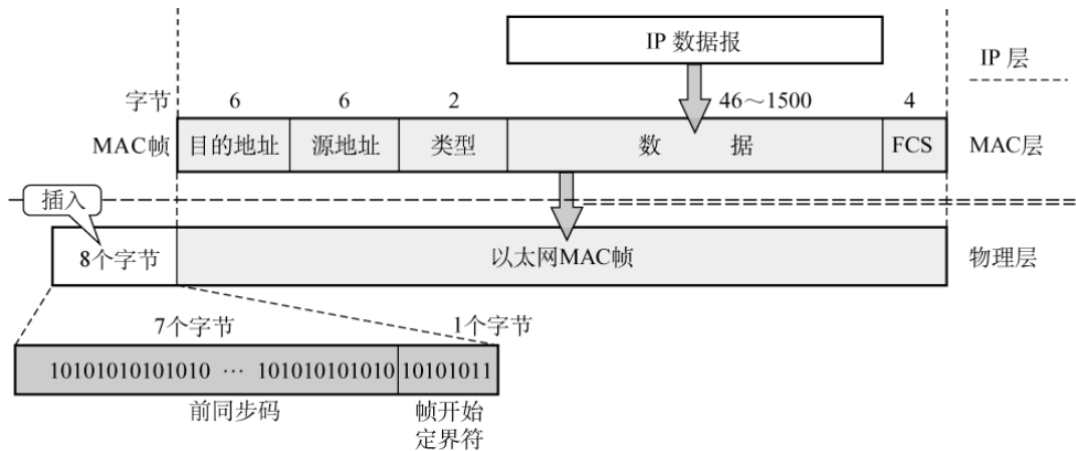 IP 数据报
IP 层
字节 6 6 2 46～1500 4
MAC帧 目的地址 源地址 类型 数 据 FCS MAC层
插入
8个字节 以太网MAC帧 物理层
7个字节 1个字节
10101010101010 … 101010101010 10101011
前同步码 帧开始
定界符